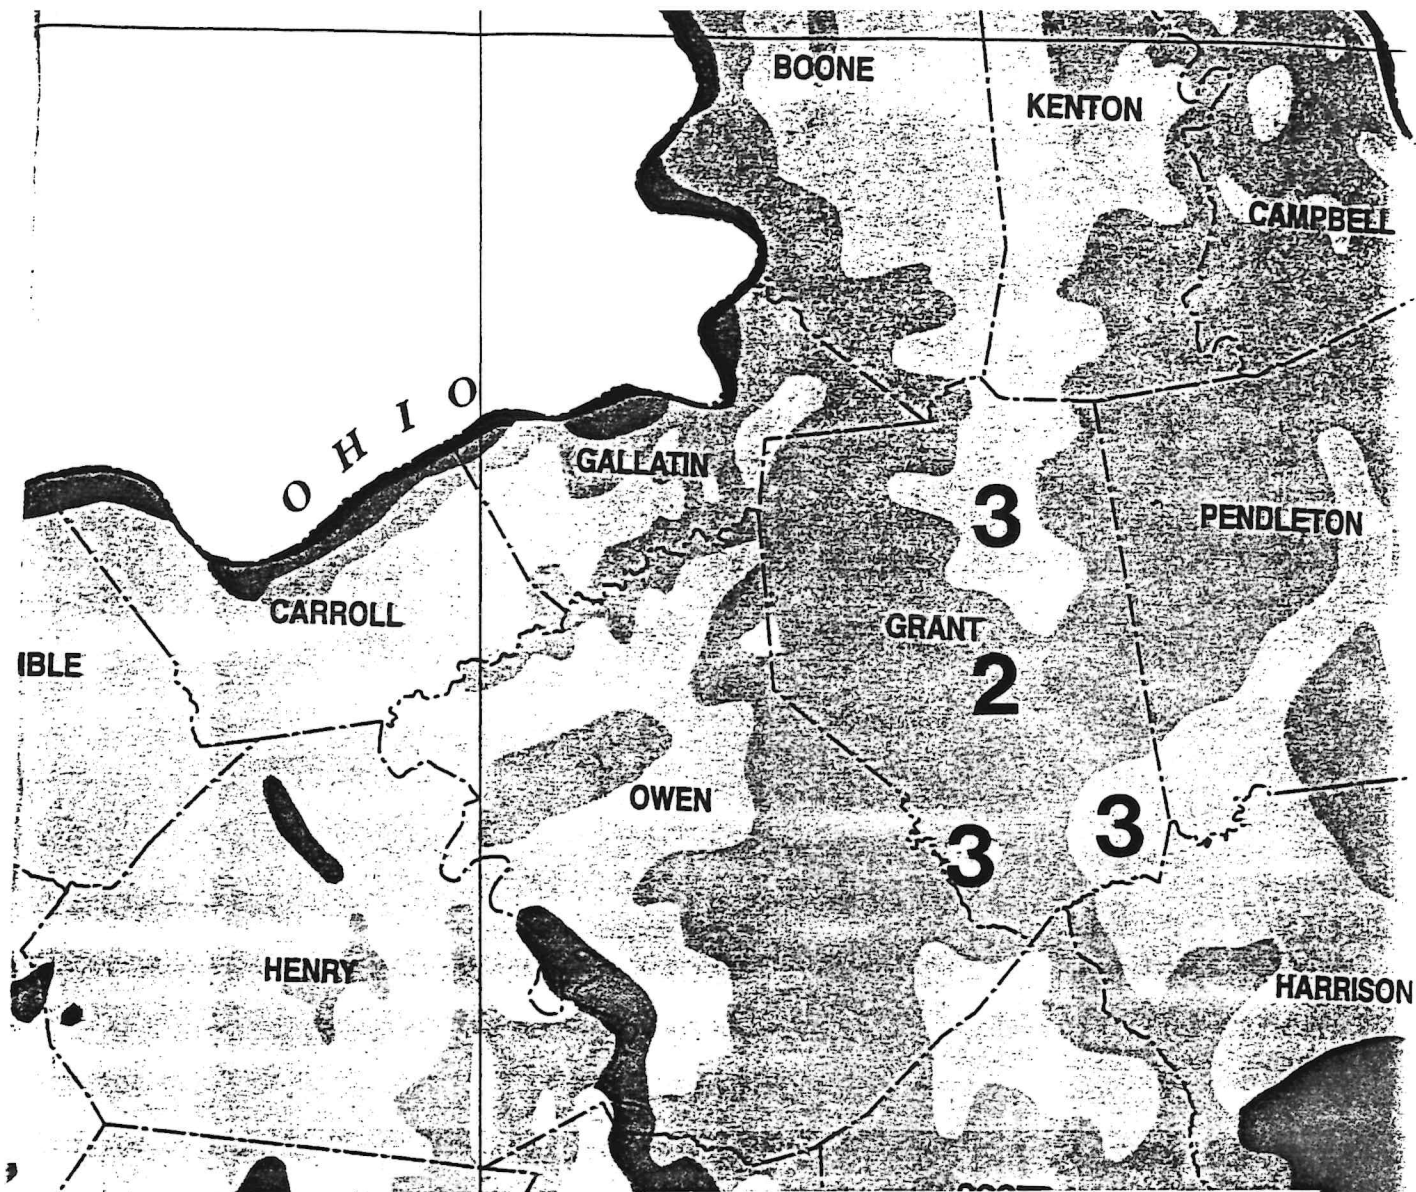 BOONE
KENTON
CAMPBELL
OHIO
GALLATIN
3
PENDLETON
CARROLL
GRANT
IBLE
2
OWEN
3
3
HENRY
HARRISON